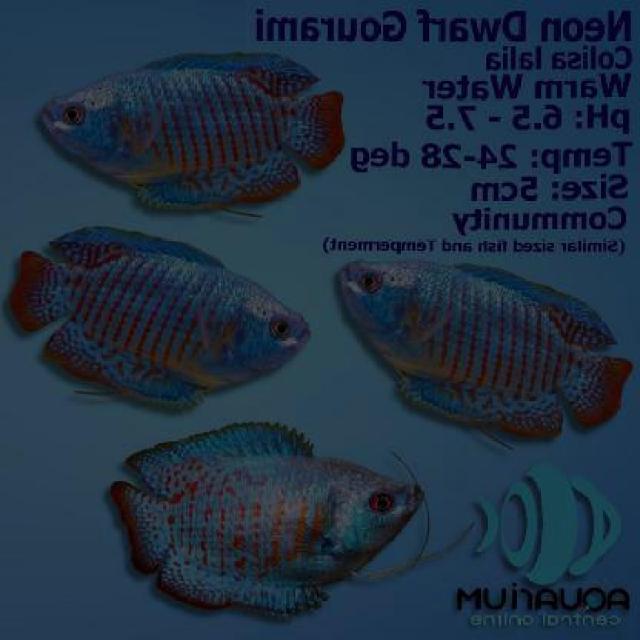 Neon Dwarf Gourami
Colisa lalia
Warm Water
pH: 6.5 - 7.5
Temp: 24-28 deg
Size: 5cm
Community
(Similar sized fish and Temperment)
AQUARIUM
central online